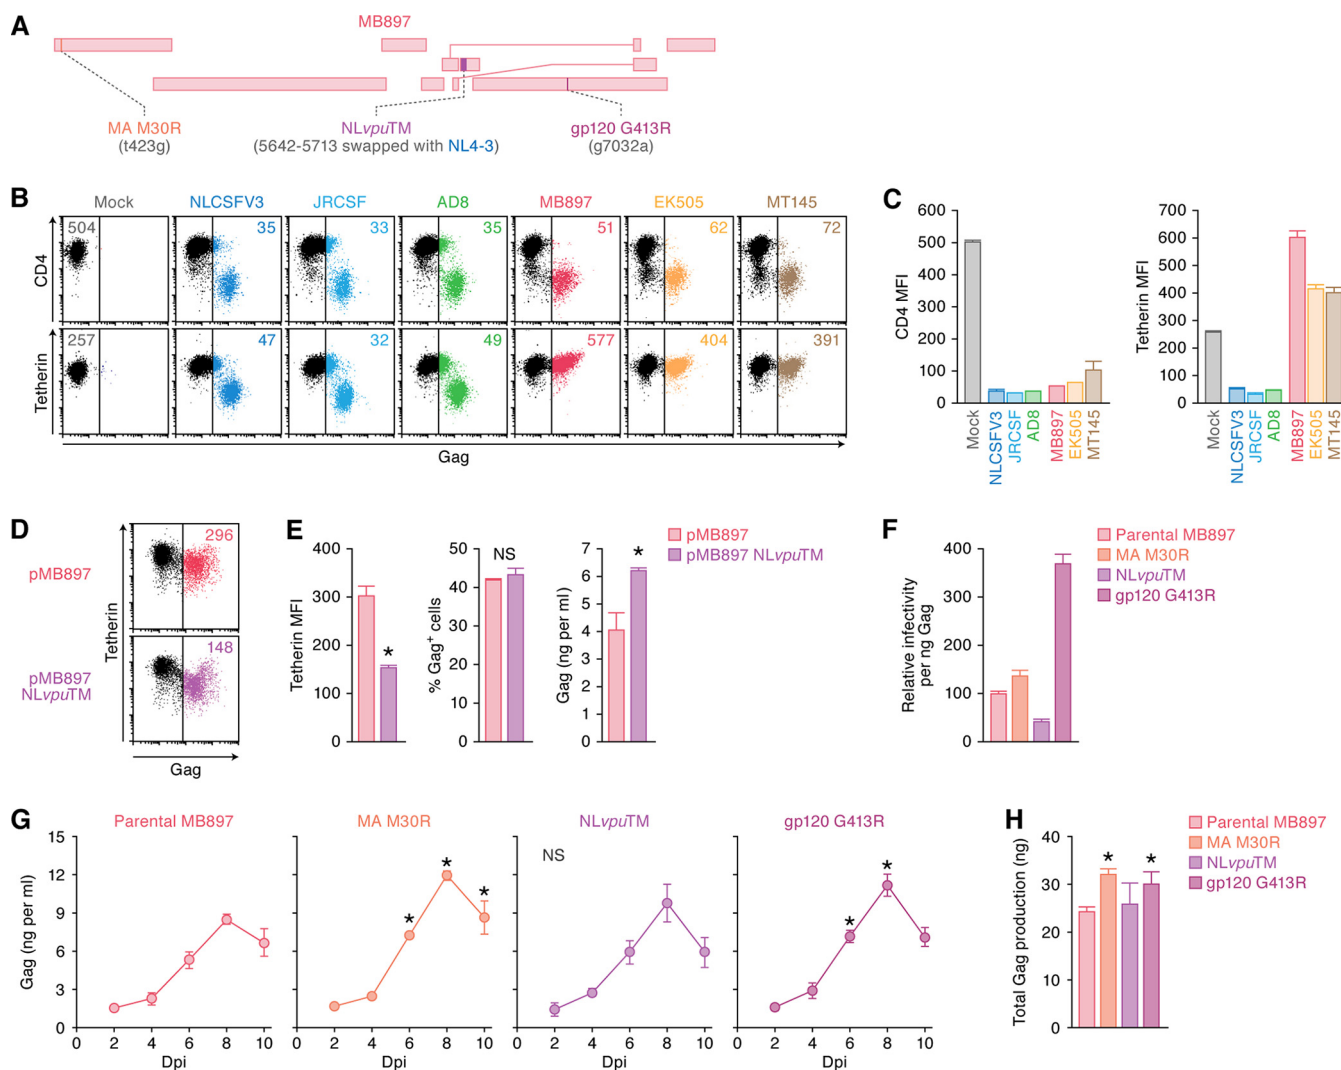 A
MB897
MA M30R
(t423g)
NLvpuTM
(5642-5713 swapped with NL4-3)
gp120 G413R
(g7032a)
B
Mock
NLCSFV3
JRCSF
AD8
MB897
EK505
MT145
CD4
504
35
33
35
51
62
72
Tetherin
257
47
32
49
577
404
391
Gag
C
CD4 MFI
600
500
400
300
200
100
0
Mock
NLCSFV3
JRCSF
AD8
MB897
EK505
MT145
Tetherin MFI
700
600
500
400
300
200
100
0
Mock
NLCSFV3
JRCSF
AD8
MB897
EK505
MT145
D
pMB897
296
pMB897
NLvpuTM
148
Tetherin
Gag
E
pMB897
pMB897 NLvpuTM
Tetherin MFI
400
300
200
100
0
*
% Gag+ cells
50
40
30
20
10
0
NS
Gag (ng per ml)
7
6
5
4
3
2
1
0
*
F
Parental MB897
MA M30R
NLvpuTM
gp120 G413R
Relative infectivity
per ng Gag
400
300
200
100
0
G
Parental MB897
MA M30R
NLvpuTM
gp120 G413R
Gag (ng per ml)
15
12
9
6
3
0
* * *
NS
* *
0 2 4 6 8 10
0 2 4 6 8 10
0 2 4 6 8 10
0 2 4 6 8 10
Dpi
Dpi
Dpi
Dpi
H
Parental MB897
MA M30R
NLvpuTM
gp120 G413R
Total Gag production (ng)
40
30
20
10
0
* *